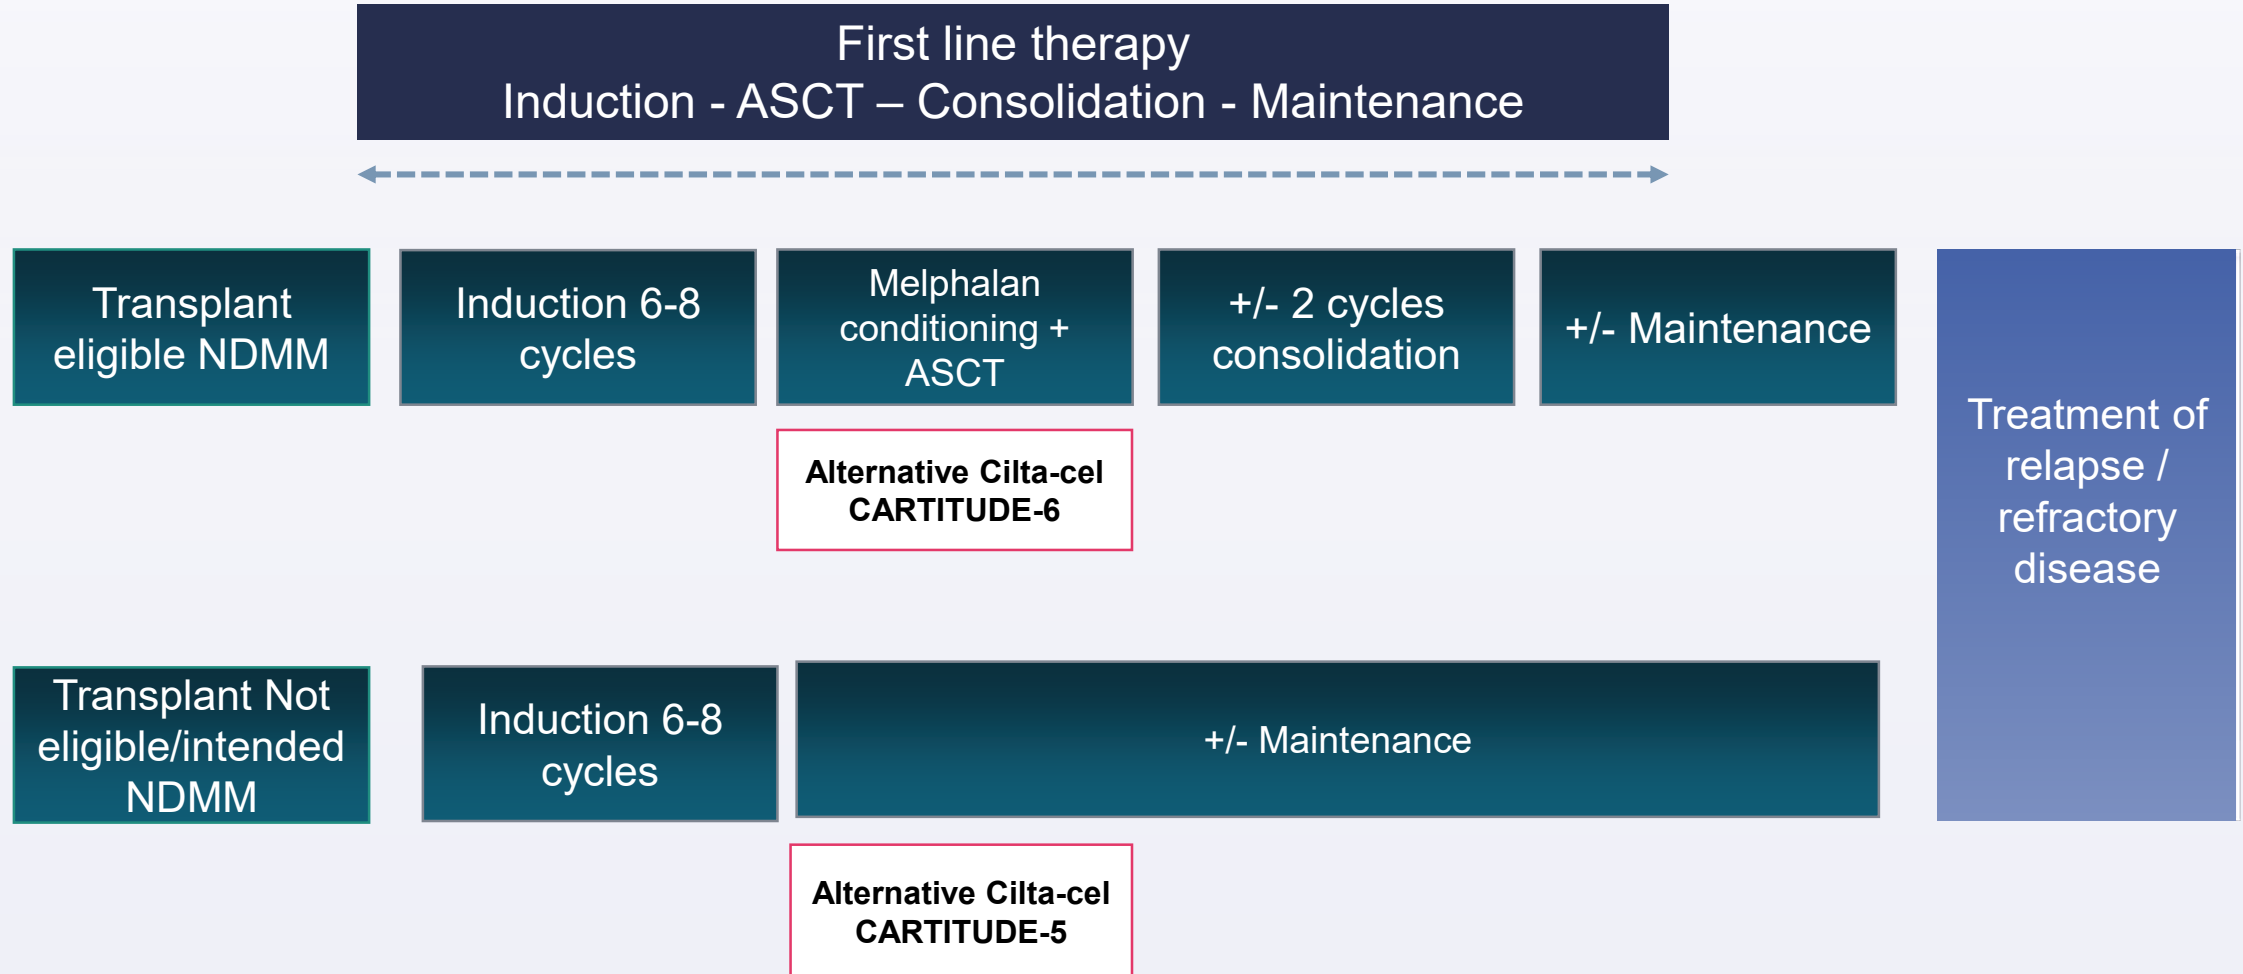 First line therapy
Induction - ASCT – Consolidation - Maintenance
Transplant
eligible NDMM
Induction 6-8
cycles
Melphalan
conditioning +
ASCT
+/- 2 cycles
consolidation
+/- Maintenance
Alternative Cilta-cel
CARTITUDE-6
Treatment of
relapse /
refractory
disease
Transplant Not
eligible/intended
NDMM
Induction 6-8
cycles
+/- Maintenance
Alternative Cilta-cel
CARTITUDE-5